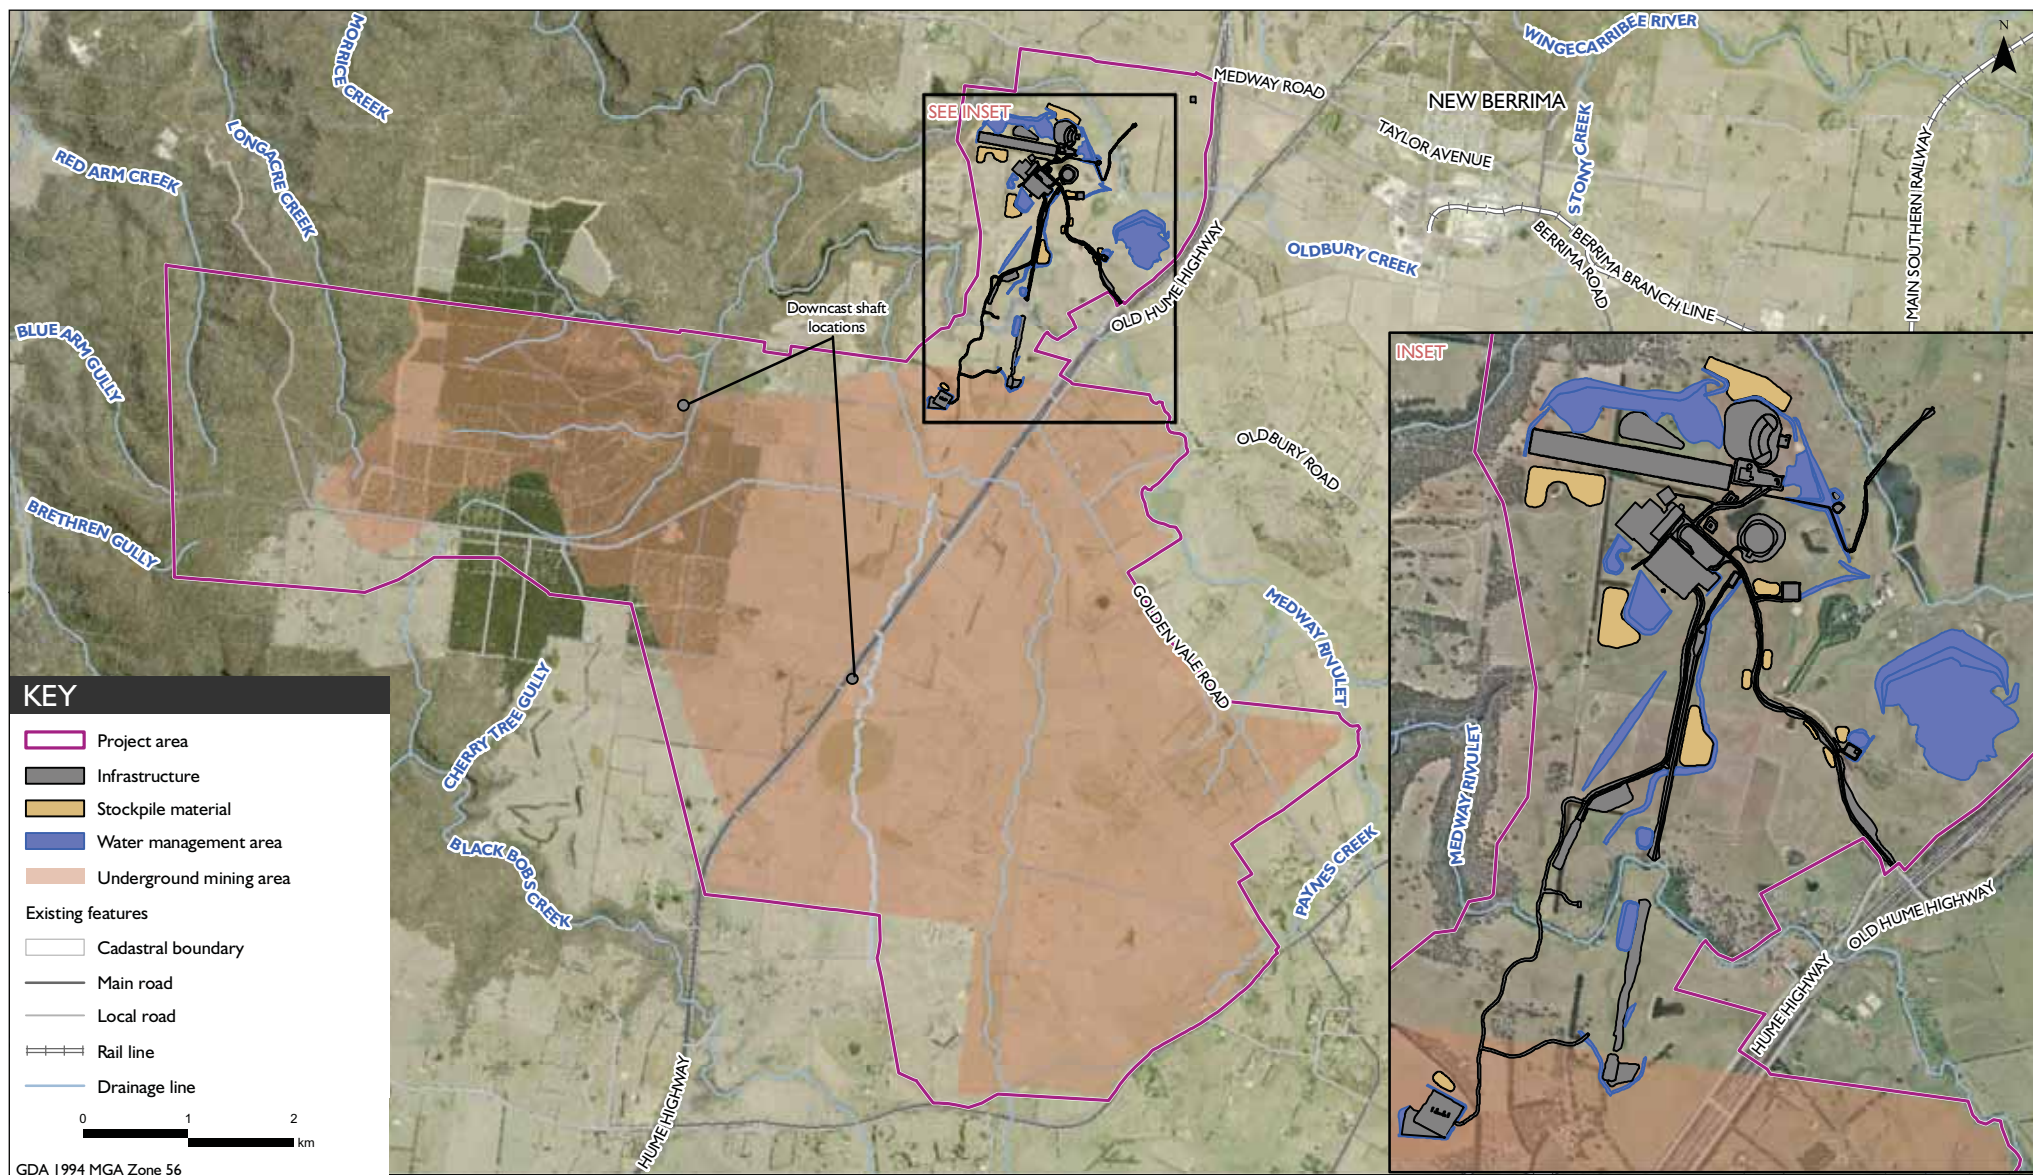 MORRICE CREEK
WINGECARRIBEE RIVER
N
MEDWAY ROAD
NEW BERRIMA
SEE INSET
LONGACRE CREEK
TAYLOR AVENUE
STONY CREEK
MAIN SOUTHERN RAILWAY
RED ARM CREEK
OLDBURY CREEK
BERRIMA ROAD
BERRIMA BRANCH LINE
OLD HUME HIGHWAY
Downcast shaft
locations
BLUE ARM GULLY
INSET
OLDBURY ROAD
BRETHREN GULLY
GOLDEN VALE ROAD
MEDWAY RIVULET
CHERRY TREE GULLY
MEDWAY RIVULET
BLACK BOBS CREEK
PAYNES CREEK
OLD HUME HIGHWAY
HUME HIGHWAY
HUME HIGHWAY
KEY
Project area
Infrastructure
Stockpile material
Water management area
Underground mining area
Existing features
Cadastral boundary
Main road
Local road
Rail line
Drainage line
0 1 2
km
GDA 1994 MGA Zone 56